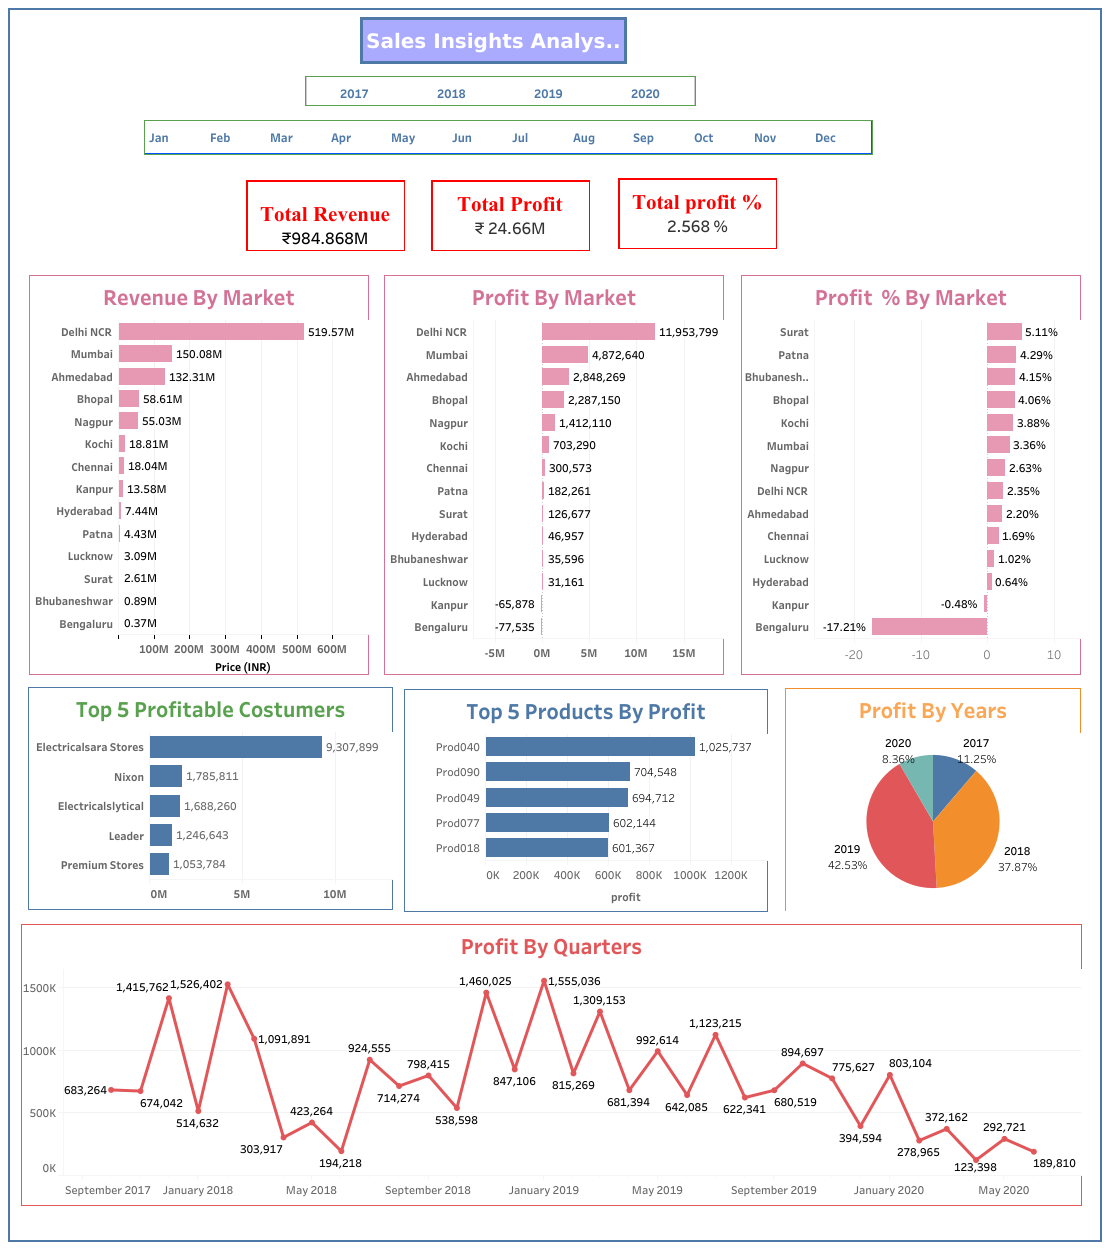 Sales Insights Analys..
2017 2018 2019 2020
Jan Feb Mar Apr May Jun Jul Aug Sep Oct Nov Dec
Total Revenue
₹984.868M
Total Profit
₹ 24.66M
Total profit %
2.568 %
Revenue By Market
Delhi NCR 519.57M
Mumbai 150.08M
Ahmedabad 132.31M
Bhopal 58.61M
Nagpur 55.03M
Kochi 18.81M
Chennai 18.04M
Kanpur 13.58M
Hyderabad 7.44M
Patna 4.43M
Lucknow 3.09M
Surat 2.61M
Bhubaneshwar 0.89M
Bengaluru 0.37M
100M 200M 300M 400M 500M 600M
Price (INR)
Profit By Market
Delhi NCR 11,953,799
Mumbai 4,872,640
Ahmedabad 2,848,269
Bhopal 2,287,150
Nagpur 1,412,110
Kochi 703,290
Chennai 300,573
Patna 182,261
Surat 126,677
Hyderabad 46,957
Bhubaneshwar 35,596
Lucknow 31,161
Kanpur -65,878
Bengaluru -77,535
-5M 0M 5M 10M 15M
Profit % By Market
Surat 5.11%
Patna 4.29%
Bhubanesh.. 4.15%
Bhopal 4.06%
Kochi 3.88%
Mumbai 3.36%
Nagpur 2.63%
Delhi NCR 2.35%
Ahmedabad 2.20%
Chennai 1.69%
Lucknow 1.02%
Hyderabad 0.64%
Kanpur -0.48%
Bengaluru -17.21%
-20 -10 0 10
Top 5 Profitable Costumers
Electricalsara Stores 9,307,899
Nixon 1,785,811
Electricalslytical 1,688,260
Leader 1,246,643
Premium Stores 1,053,784
0M 5M 10M
Top 5 Products By Profit
Prod040 1,025,737
Prod090 704,548
Prod049 694,712
Prod077 602,144
Prod018 601,367
0K 200K 400K 600K 800K 1000K 1200K
profit
Profit By Years
2020 2017
8.36% 11.25%
2019 2018
42.53% 37.87%
Profit By Quarters
1500K
1000K
500K
0K
683,264
674,042
1,415,762
514,632
1,526,402
1,091,891
303,917
423,264
194,218
924,555
714,274
798,415
538,598
1,460,025
847,106
1,555,036
815,269
1,309,153
681,394
992,614
642,085
1,123,215
622,341
680,519
894,697
775,627
394,594
803,104
278,965
372,162
123,398
292,721
189,810
September 2017 January 2018 May 2018 September 2018 January 2019 May 2019 September 2019 January 2020 May 2020